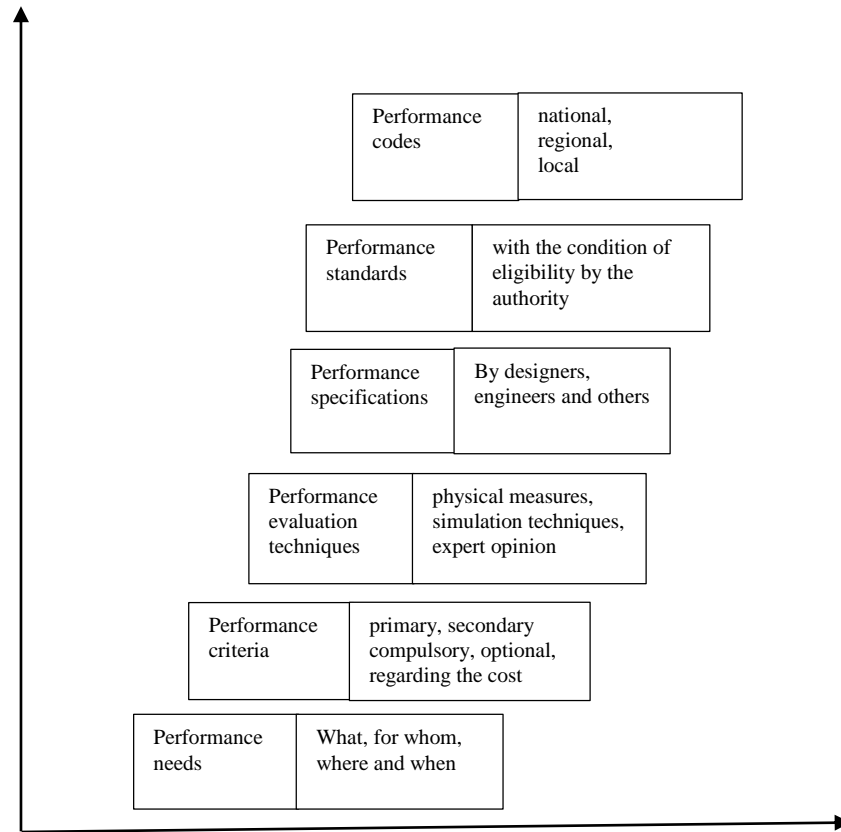 Performance
codes
national,
regional,
local
Performance
standards
with the condition of
eligibility by the
authority
Performance
specifications
By designers,
engineers and others
Performance
evaluation
techniques
physical measures,
simulation techniques,
expert opinion
Performance
criteria
primary, secondary
compulsory, optional,
regarding the cost
Performance
needs
What, for whom,
where and when